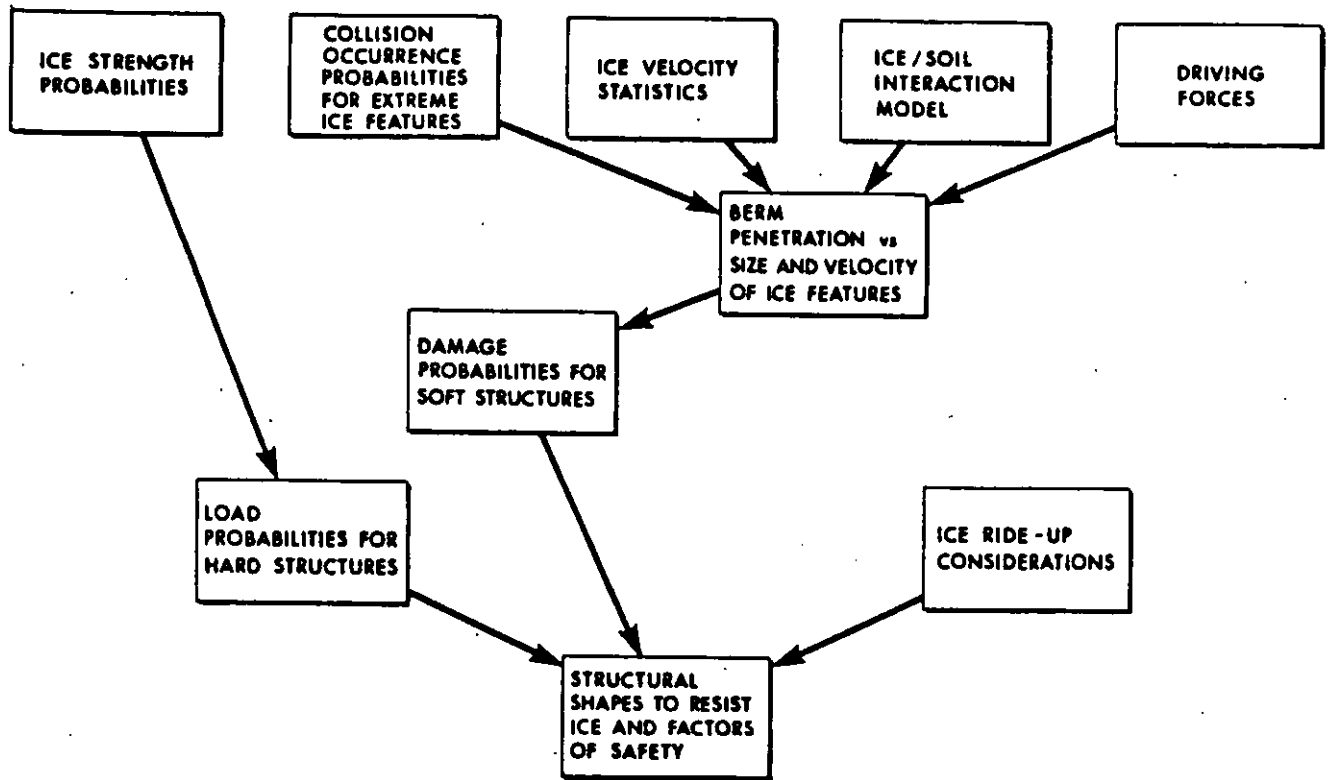 ICE STRENGTH
PROBABILITIES
COLLISION
OCCURRENCE
PROBABILITIES
FOR EXTREME
ICE FEATURES
ICE VELOCITY
STATISTICS
ICE / SOIL
INTERACTION
MODEL
DRIVING
FORCES
BERM
PENETRATION vs
SIZE AND VELOCITY
OF ICE FEATURES
DAMAGE
PROBABILITIES FOR
SOFT STRUCTURES
LOAD
PROBABILITIES FOR
HARD STRUCTURES
ICE RIDE-UP
CONSIDERATIONS
STRUCTURAL
SHAPES TO RESIST
ICE AND FACTORS
OF SAFETY